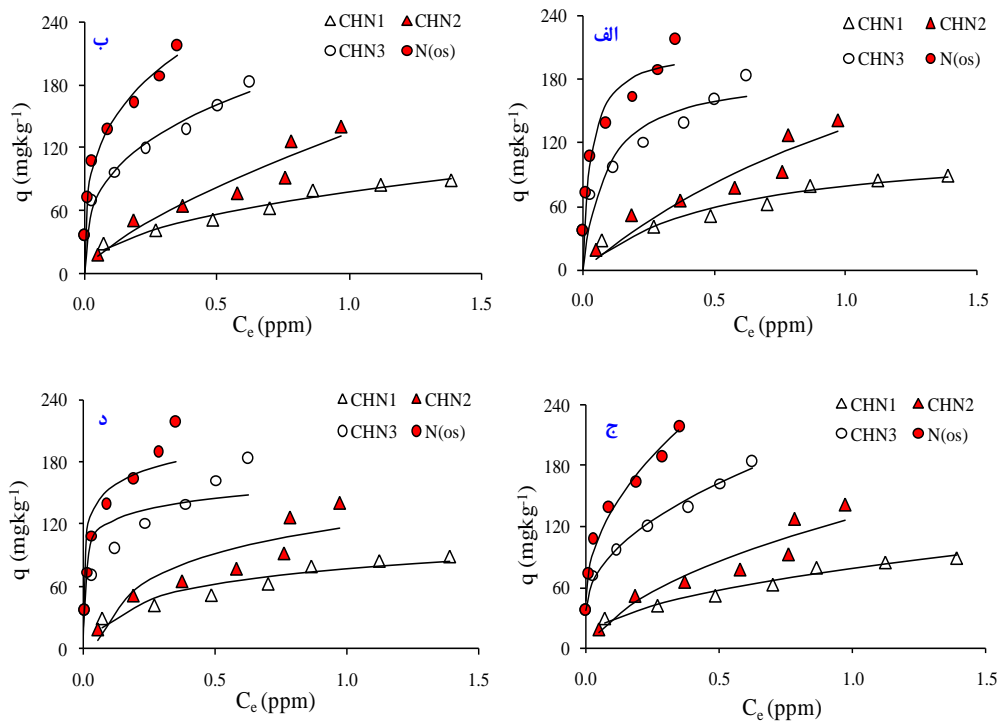 ب
△ CHN1 ▲ CHN2
○ CHN3 ● N(os)
q (mgkg⁻¹)
240
180
120
60
0
0.0 0.5 1.0 1.5
Cₑ (ppm)
الف
△ CHN1 ▲ CHN2
○ CHN3 ● N(os)
q (mgkg⁻¹)
240
180
120
60
0
0.0 0.5 1.0 1.5
Cₑ (ppm)
د
△ CHN1 ▲ CHN2
○ CHN3 ● N(os)
q (mgkg⁻¹)
240
180
120
60
0
0.0 0.5 1.0 1.5
Cₑ (ppm)
ج
△ CHN1 ▲ CHN2
○ CHN3 ● N(os)
q (mgkg⁻¹)
240
180
120
60
0
0.0 0.5 1.0 1.5
Cₑ (ppm)